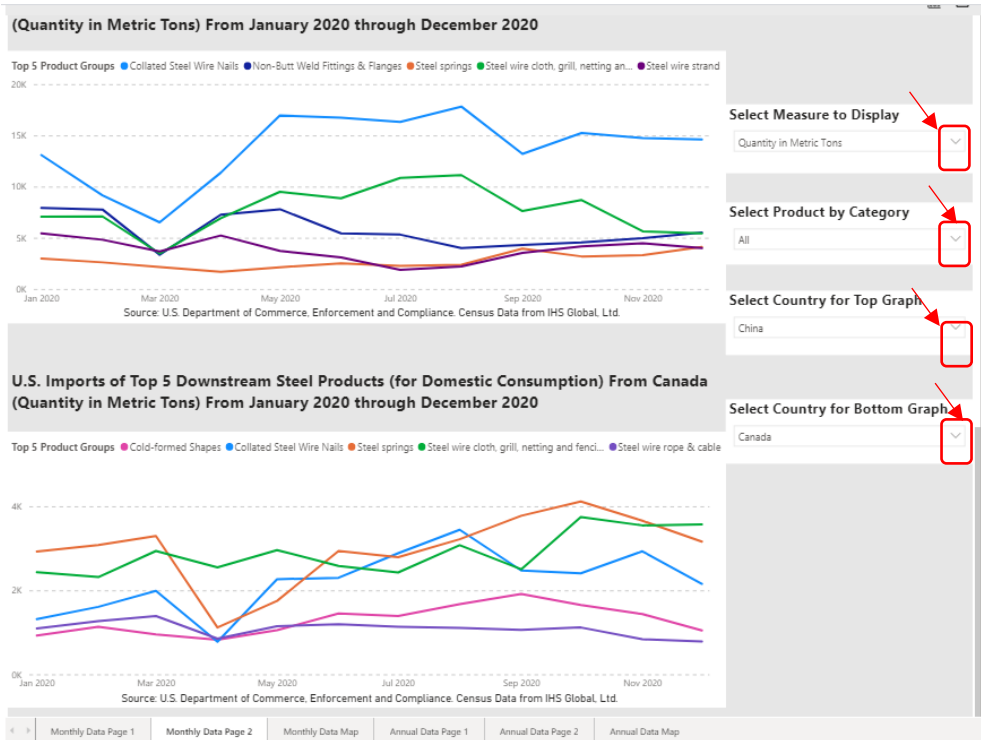 (Quantity in Metric Tons) From January 2020 through December 2020
Top 5 Product Groups Collated Steel Wire Nails Non-Butt Weld Fittings & Flanges Steel springs Steel wire cloth, grill, netting an... Steel wire strand
20K
15K
10K
5K
0K
Jan 2020 Mar 2020 May 2020 Jul 2020 Sep 2020 Nov 2020
Source: U.S. Department of Commerce, Enforcement and Compliance. Census Data from IHS Global, Ltd.
Select Measure to Display
Quantity in Metric Tons
Select Product by Category
All
Select Country for Top Graph
China
Select Country for Bottom Graph
Canada
U.S. Imports of Top 5 Downstream Steel Products (for Domestic Consumption) From Canada
(Quantity in Metric Tons) From January 2020 through December 2020
Top 5 Product Groups Cold-formed Shapes Collated Steel Wire Nails Steel springs Steel wire cloth, grill, netting and fenci... Steel wire rope & cable
4K
2K
0K
Jan 2020 Mar 2020 May 2020 Jul 2020 Sep 2020 Nov 2020
Source: U.S. Department of Commerce, Enforcement and Compliance. Census Data from IHS Global, Ltd.
Monthly Data Page 1 Monthly Data Page 2 Monthly Data Map Annual Data Page 1 Annual Data Page 2 Annual Data Map